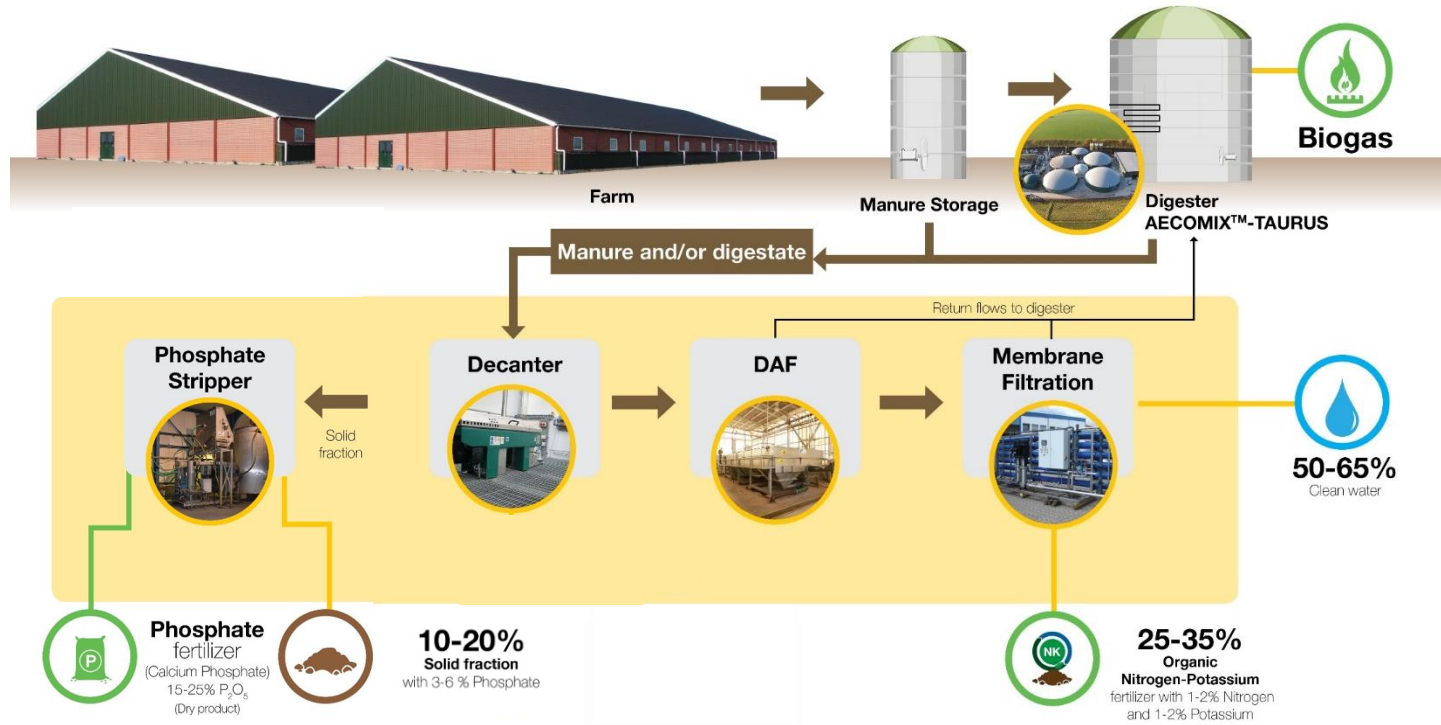 Biogas
Farm
Manure Storage
Digester
AECOMIX™-TAURUS
Manure and/or digestate
Return flows to digester
Phosphate
Stripper
Decanter
DAF
Membrane
Filtration
Solid
fraction
50-65%
Clean water
P
Phosphate
fertilizer
(Calcium Phosphate)
15-25% P₂O₅
(Dry product)
10-20%
Solid fraction
with 3-6 % Phosphate
NK
25-35%
Organic
Nitrogen-Potassium
fertilizer with 1-2% Nitrogen
and 1-2% Potassium